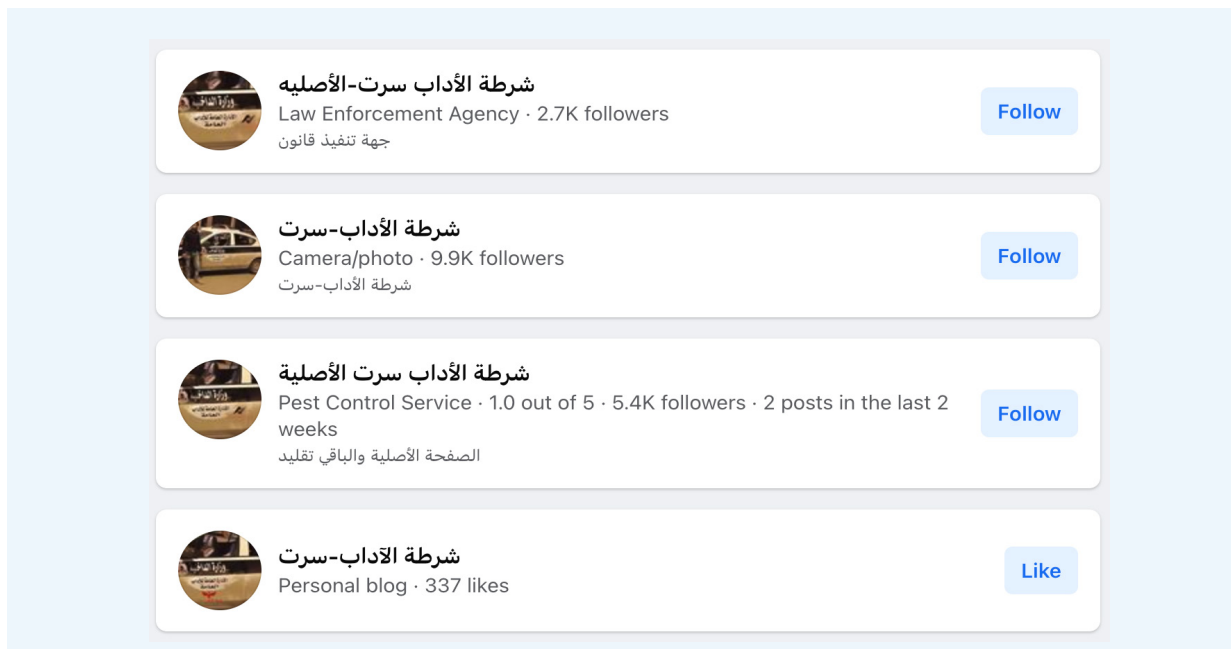 شرطة الأداب سرت-الأصليه
Law Enforcement Agency · 2.7K followers
جهة تنفيذ قانون
Follow
شرطة الأداب-سرت
Camera/photo · 9.9K followers
شرطة الأداب-سرت
Follow
شرطة الأداب سرت الأصلية
Pest Control Service · 1.0 out of 5 · 5.4K followers · 2 posts in the last 2
weeks
الصفحة الأصلية والباقي تقليد
Follow
شرطة الآداب-سرت
Personal blog · 337 likes
Like